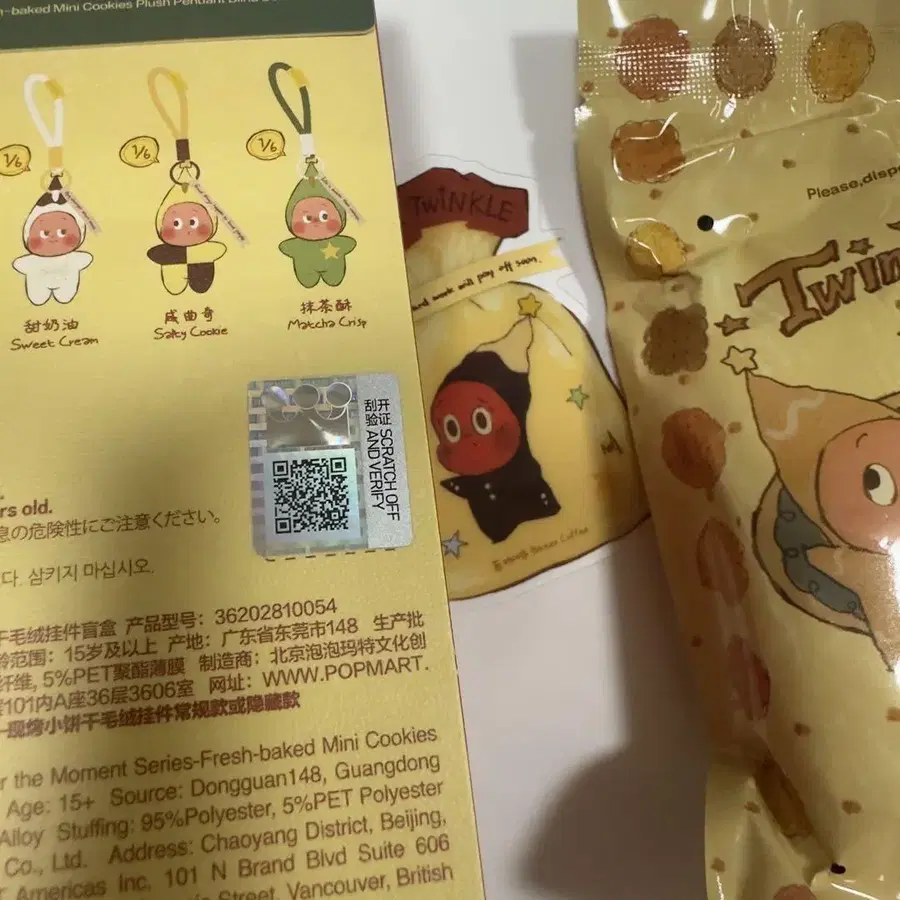 -baked Mini Cookies Plush Pendant Blind
1/6
1/6
1/6
甜奶油
Sweet Cream
咸曲奇
Salty Cookie
抹茶酥
Matcha Crisp
开证 SCRATCH OFF
刮验 AND VERIFY
rs old.
息の危険性にご注意ください。
다. 삼키지 마십시오.
干毛绒挂件盲盒 产品型号：36202810054
龄范围：15岁及以上 产地：广东省东莞市148 生产批
纤维, 5%PET聚酯薄膜 制造商：北京泡泡玛特文化创
101内A座36层3606室 网址：WWW.POPMART.
现烤小饼干毛绒挂件常规款或隐藏款
r the Moment Series-Fresh-baked Mini Cookies
Age: 15+ Source: Dongguan148, Guangdong
Alloy Stuffing: 95%Polyester, 5%PET Polyester
Co., Ltd. Address: Chaoyang District, Beijing,
Americas Inc. 101 N Brand Blvd Suite 606
Street, Vancouver, British
TWINKLE
work will pay off soon.
Coffee
Please,dispo
Twin